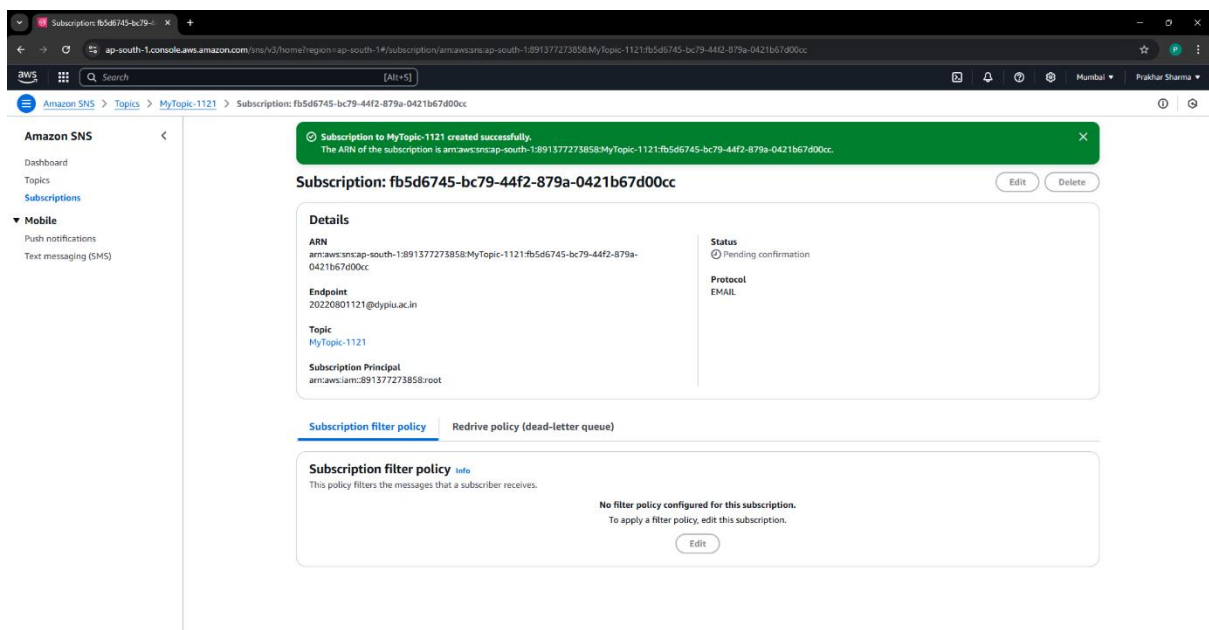 Subscription: fb5d6745-bc79-4
ap-south-1.console.aws.amazon.com/sns/v3/home?region=ap-south-1#/subscription/arn:aws:sns:ap-south-1:891377273858:MyTopic-1121:fb5d6745-bc79-44f2-879a-0421b67d00cc
P
aws
Search
[Alt+S]
Mumbai
Prakhar Sharma
Amazon SNS > Topics > MyTopic-1121 > Subscription: fb5d6745-bc79-44f2-879a-0421b67d00cc
Amazon SNS
Dashboard
Topics
Subscriptions
Mobile
Push notifications
Text messaging (SMS)
Subscription to MyTopic-1121 created successfully.
The ARN of the subscription is arn:aws:sns:ap-south-1:891377273858:MyTopic-1121:fb5d6745-bc79-44f2-879a-0421b67d00cc.
Subscription: fb5d6745-bc79-44f2-879a-0421b67d00cc
Edit
Delete
Details
ARN
arn:aws:sns:ap-south-1:891377273858:MyTopic-1121:fb5d6745-bc79-44f2-879a-
0421b67d00cc
Endpoint
20220801121@dypiu.ac.in
Topic
MyTopic-1121
Subscription Principal
arn:aws:iam::891377273858:root
Status
Pending confirmation
Protocol
EMAIL
Subscription filter policy
Redrive policy (dead-letter queue)
Subscription filter policy Info
This policy filters the messages that a subscriber receives.
No filter policy configured for this subscription.
To apply a filter policy, edit this subscription.
Edit